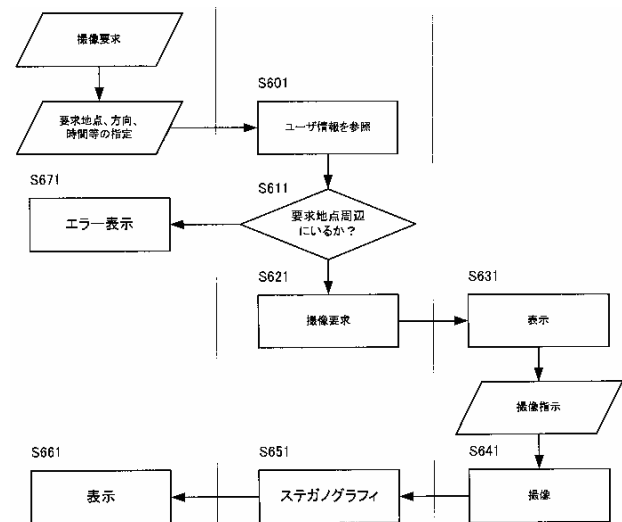 撮像要求
要求地点、方向、
時間等の指定
S601
ユーザ情報を参照
S611
要求地点周辺
にいるか？
S671
エラー表示
S621
撮像要求
S631
表示
撮像指示
S641
撮像
S651
ステガノグラフィ
S661
表示